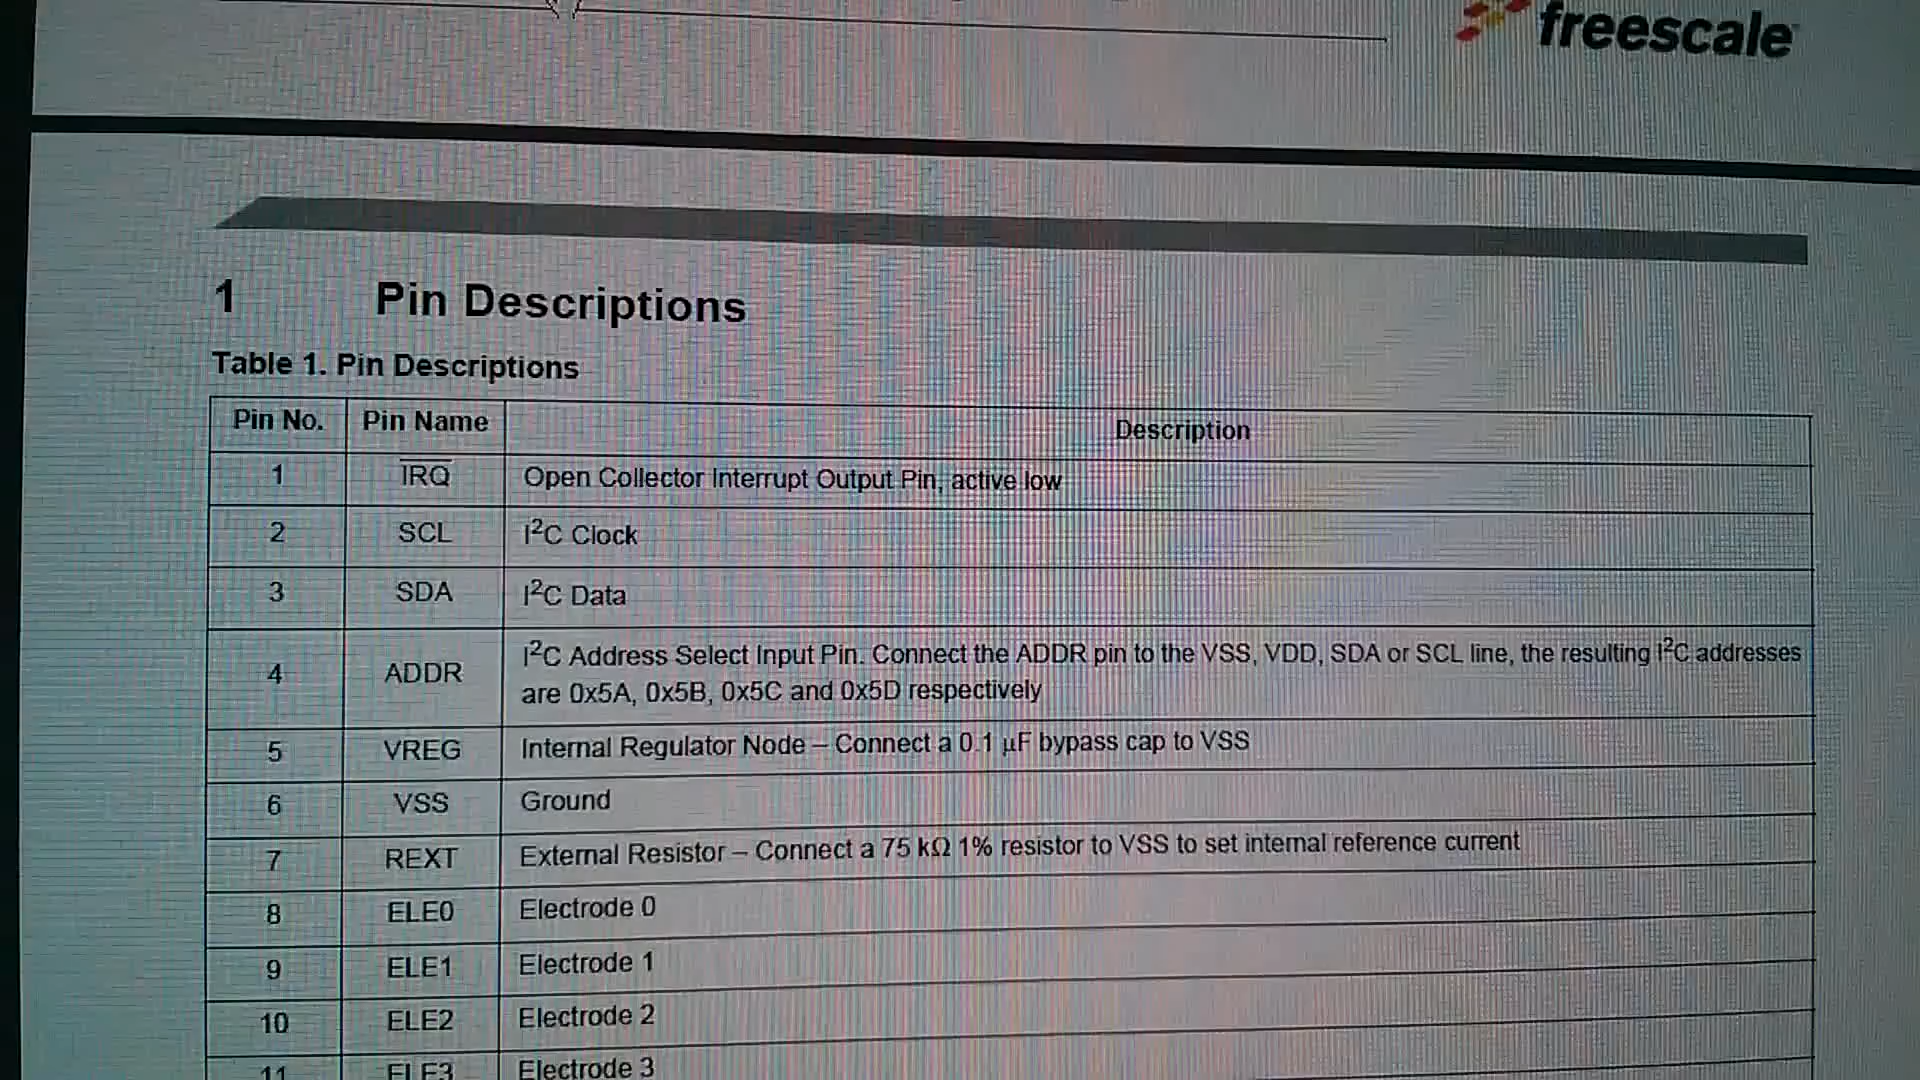 freescale
1 Pin Descriptions
Table 1. Pin Descriptions
Pin No. Pin Name Description
1 IRQ Open Collector Interrupt Output Pin, active low
2 SCL I²C Clock
3 SDA I²C Data
4 ADDR I²C Address Select Input Pin. Connect the ADDR pin to the VSS, VDD, SDA or SCL line, the resulting I²C addresses
are 0x5A, 0x5B, 0x5C and 0x5D respectively
5 VREG Internal Regulator Node – Connect a 0.1 μF bypass cap to VSS
6 VSS Ground
7 REXT External Resistor – Connect a 75 kΩ 1% resistor to VSS to set internal reference current
8 ELE0 Electrode 0
9 ELE1 Electrode 1
10 ELE2 Electrode 2
11 ELE3 Electrode 3